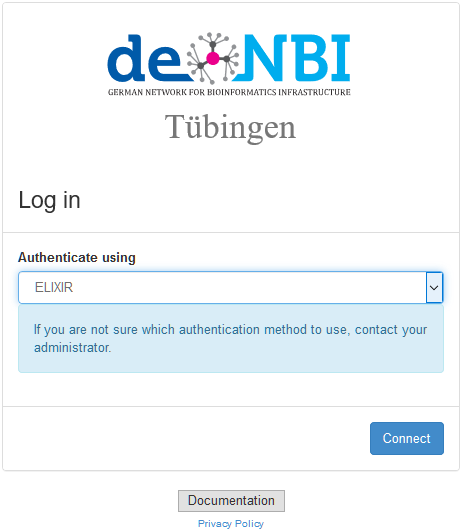 de NBI
GERMAN NETWORK FOR BIOINFORMATICS INFRASTRUCTURE
Tübingen
Log in
Authenticate using
ELIXIR
If you are not sure which authentication method to use, contact your
administrator.
Connect
Documentation
Privacy Policy